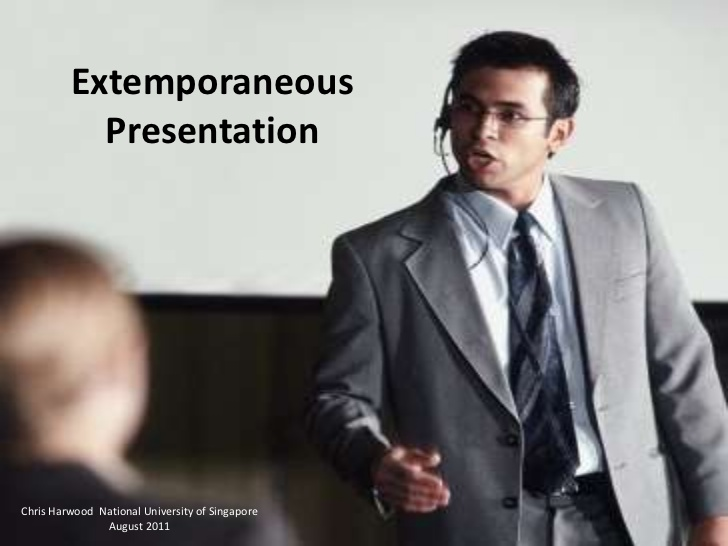 Extemporaneous
Presentation
Chris Harwood  National University of Singapore
August 2011